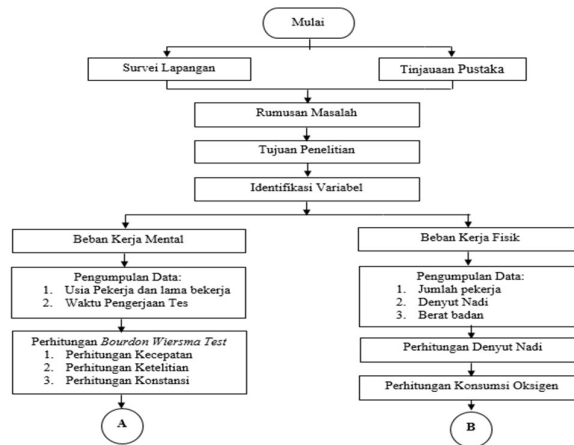 Mulai
Survei Lapangan
Tinjauaan Pustaka
Rumusan Masalah
Tujuan Penelitian
Identifikasi Variabel
Beban Kerja Mental
Beban Kerja Fisik
Pengumpulan Data:
1. Usia Pekerja dan lama bekerja
2. Waktu Pengerjaan Tes
Pengumpulan Data:
1. Jumlah pekerja
2. Denyut Nadi
3. Berat badan
Perhitungan Bourdon Wiersma Test
1. Perhitungan Kecepatan
2. Perhitungan Ketelitian
3. Perhitungan Konstansi
Perhitungan Denyut Nadi
Perhitungan Konsumsi Oksigen
A
B